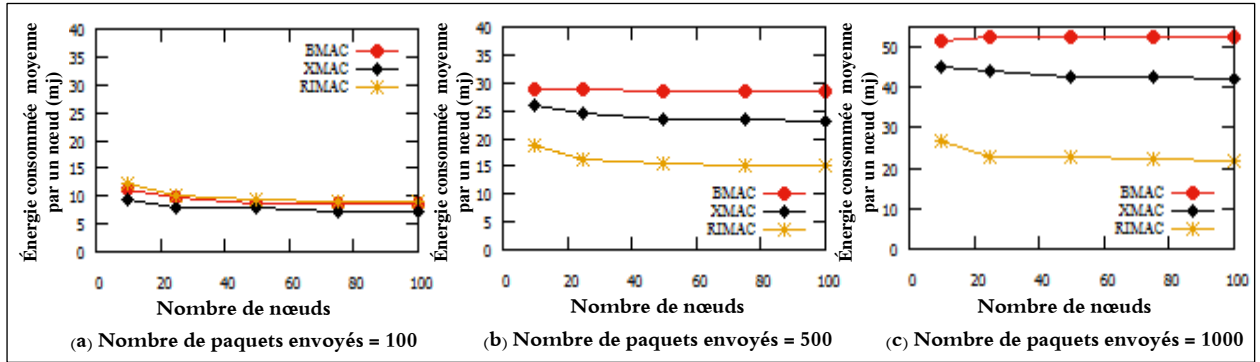 Énergie consommée moyenne
par un nœud (mj)
40
35
30
25
20
15
10
5
0
BMAC
XMAC
RIMAC
0 20 40 60 80 100
Nombre de nœuds
(a) Nombre de paquets envoyés = 100
Énergie consommée moyenne
par un nœud (mj)
40
35
30
25
20
15
10
5
0
BMAC
XMAC
RIMAC
0 20 40 60 80 100
Nombre de nœuds
(b) Nombre de paquets envoyés = 500
Énergie consommée moyenne
par un nœud (mj)
50
40
30
20
10
0
BMAC
XMAC
RIMAC
0 20 40 60 80 100
Nombre de nœuds
(c) Nombre de paquets envoyés = 1000